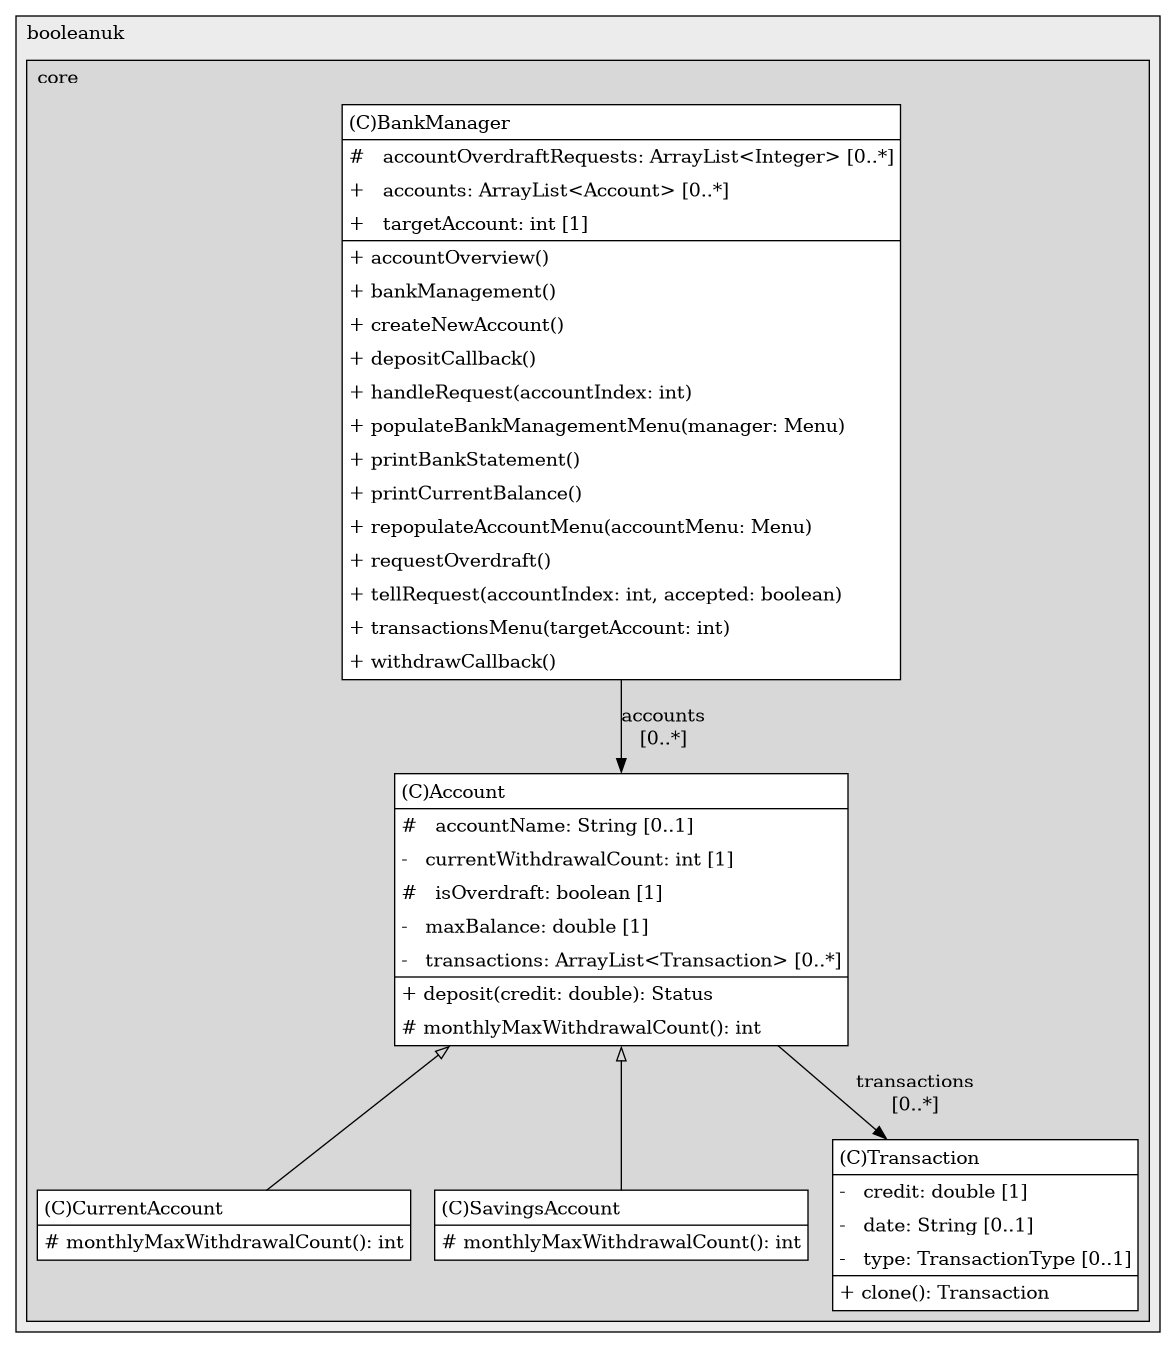 booleanuk
core
(C)BankManager
#   accountOverdraftRequests: ArrayList<Integer> [0..*]
+   accounts: ArrayList<Account> [0..*]
+   targetAccount: int [1]
+ accountOverview()
+ bankManagement()
+ createNewAccount()
+ depositCallback()
+ handleRequest(accountIndex: int)
+ populateBankManagementMenu(manager: Menu)
+ printBankStatement()
+ printCurrentBalance()
+ repopulateAccountMenu(accountMenu: Menu)
+ requestOverdraft()
+ tellRequest(accountIndex: int, accepted: boolean)
+ transactionsMenu(targetAccount: int)
+ withdrawCallback()
accounts
[0..*]
(C)Account
#   accountName: String [0..1]
-   currentWithdrawalCount: int [1]
#   isOverdraft: boolean [1]
-   maxBalance: double [1]
-   transactions: ArrayList<Transaction> [0..*]
+ deposit(credit: double): Status
# monthlyMaxWithdrawalCount(): int
transactions
[0..*]
(C)CurrentAccount
# monthlyMaxWithdrawalCount(): int
(C)SavingsAccount
# monthlyMaxWithdrawalCount(): int
(C)Transaction
-   credit: double [1]
-   date: String [0..1]
-   type: TransactionType [0..1]
+ clone(): Transaction